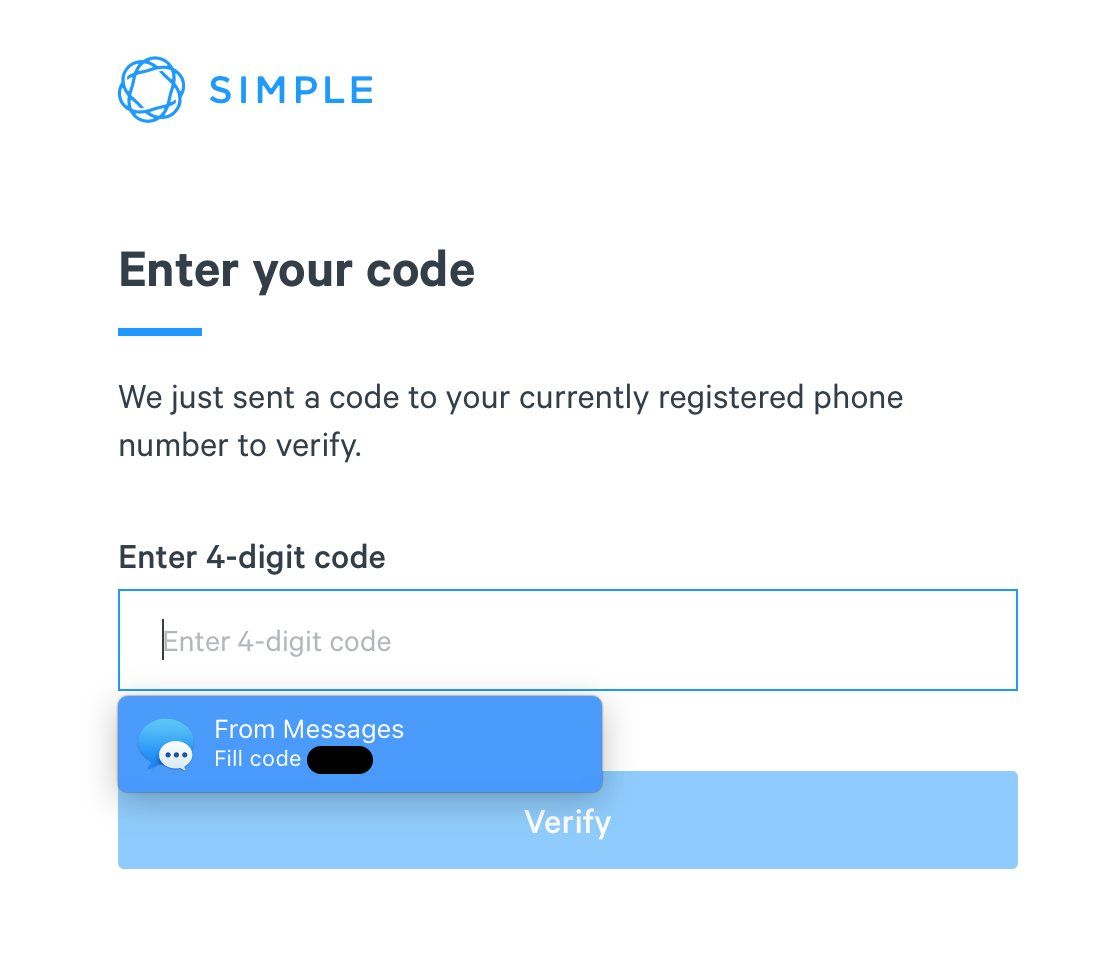 SIMPLE
Enter your code
We just sent a code to your currently registered phone
number to verify.
Enter 4-digit code
Enter 4-digit code
From Messages
Fill code
Verify